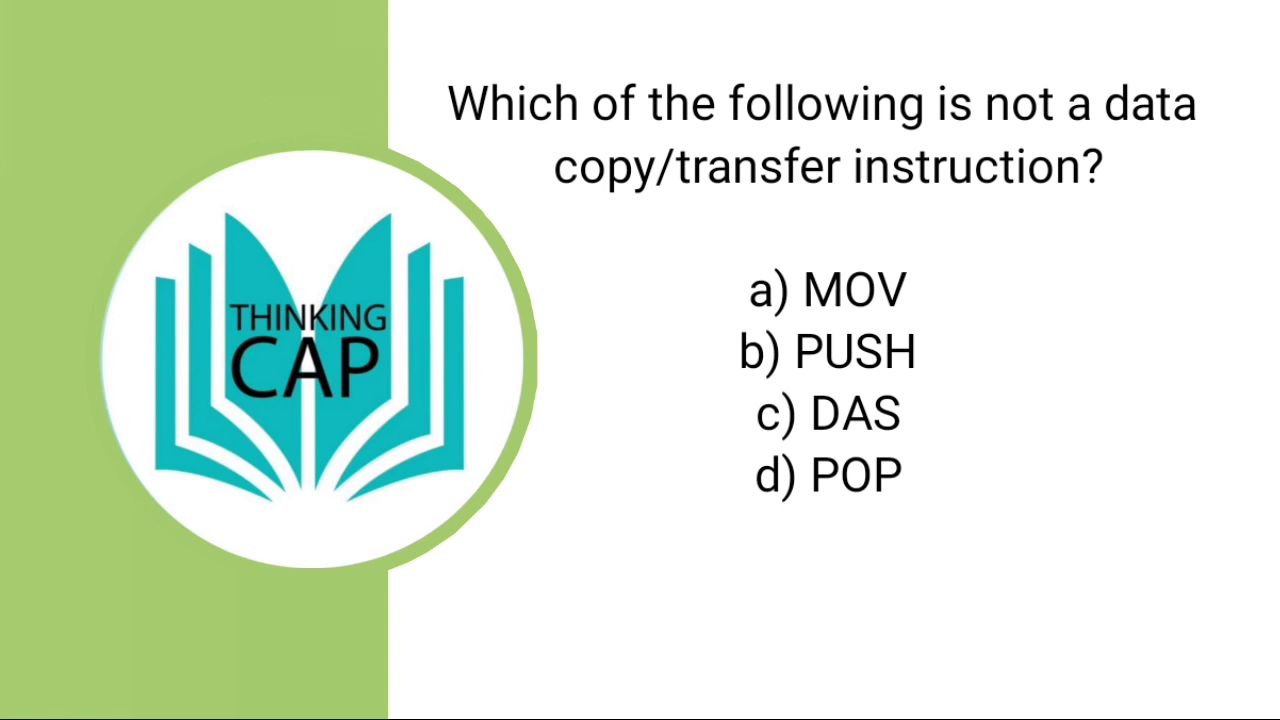 Which of the following is not a data
copy/transfer instruction?
a) MOV
b) PUSH
c) DAS
d) POP
THINKING
CAP